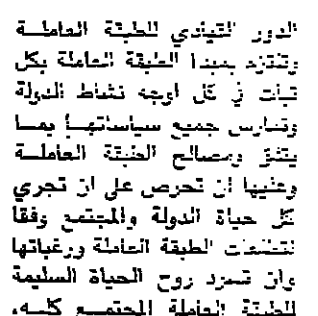 الدور القيادي للطبقة العاملة
وتلتزم بمبدأ الطبقة العاملة بكل
ثبات في كل اوجه نشاط الدولة
وتمارس جميع سياساتها بما
يتفق ومصالح الطبقة العاملة
وعليها ان تحرص على ان تجري
كل حياة الدولة والمجتمع وفقا
لتطلعات الطبقة العاملة ورغباتها
وان تسود روح الحياة السليمة
للطبقة العاملة المجتمع كله،